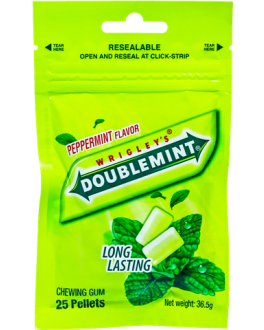 TEAR HERE
RESEALABLE
TEAR HERE
OPEN AND RESEAL AT CLICK-STRIP
PEPPERMINT FLAVOR
WRIGLEY'S
DOUBLEMINT®
LONG
LASTING
CHEWING GUM
25 Pellets
Net weight: 36.5g